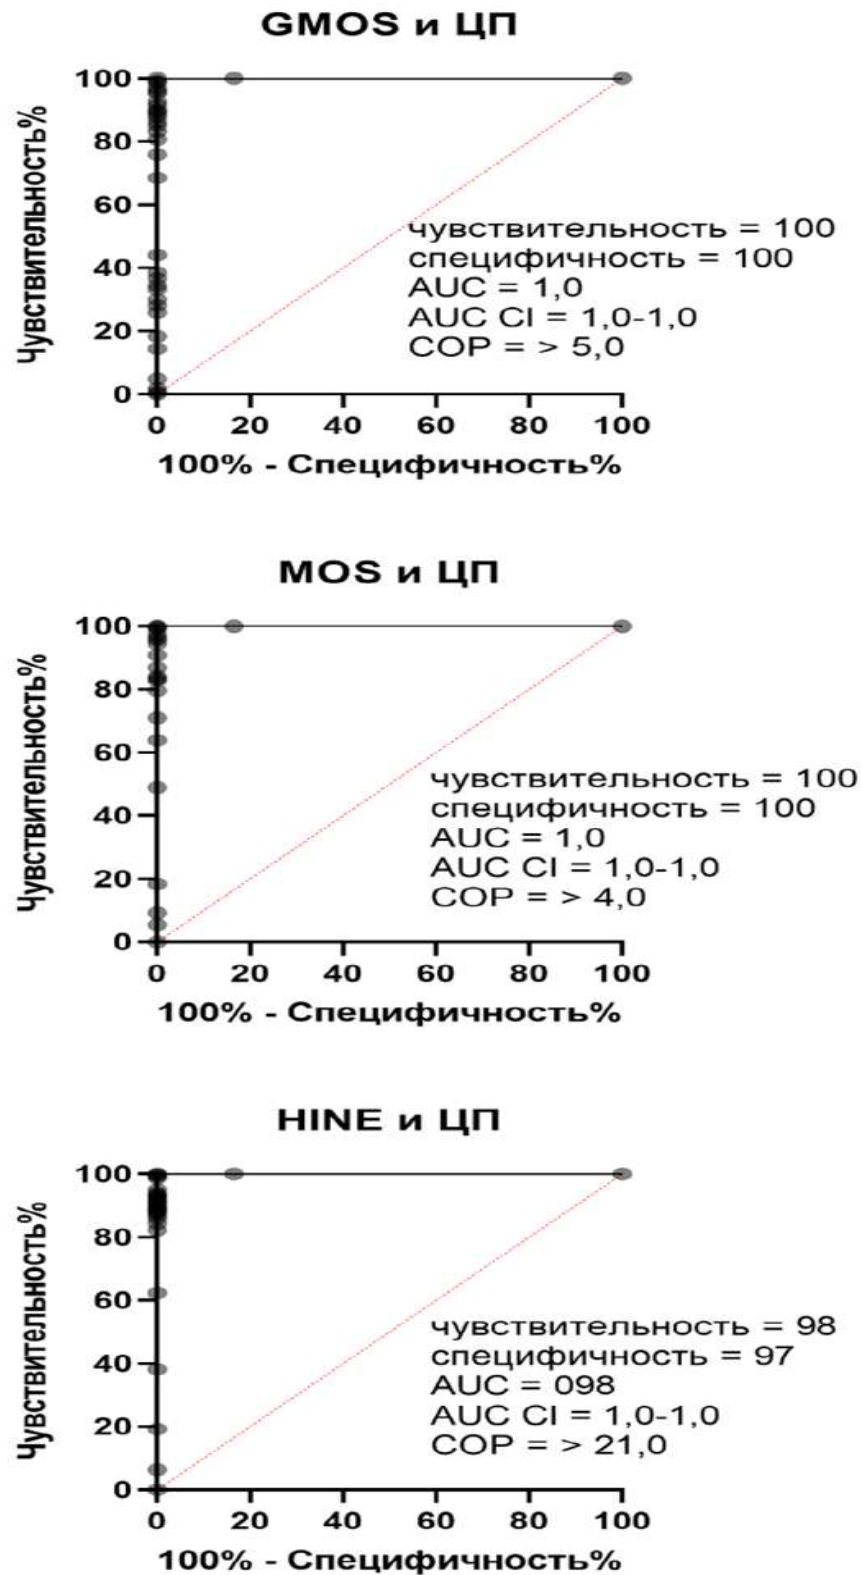 GMOS и ЦП
Чувствительность%
100
80
60
40
20
0
чувствительность = 100
специфичность = 100
AUC = 1,0
AUC CI = 1,0-1,0
COP = > 5,0
0 20 40 60 80 100
100% - Специфичность%
MOS и ЦП
Чувствительность%
100
80
60
40
20
0
чувствительность = 100
специфичность = 100
AUC = 1,0
AUC CI = 1,0-1,0
COP = > 4,0
0 20 40 60 80 100
100% - Специфичность%
HINE и ЦП
Чувствительность%
100
80
60
40
20
0
чувствительность = 98
специфичность = 97
AUC = 098
AUC CI = 1,0-1,0
COP = > 21,0
0 20 40 60 80 100
100% - Специфичность%